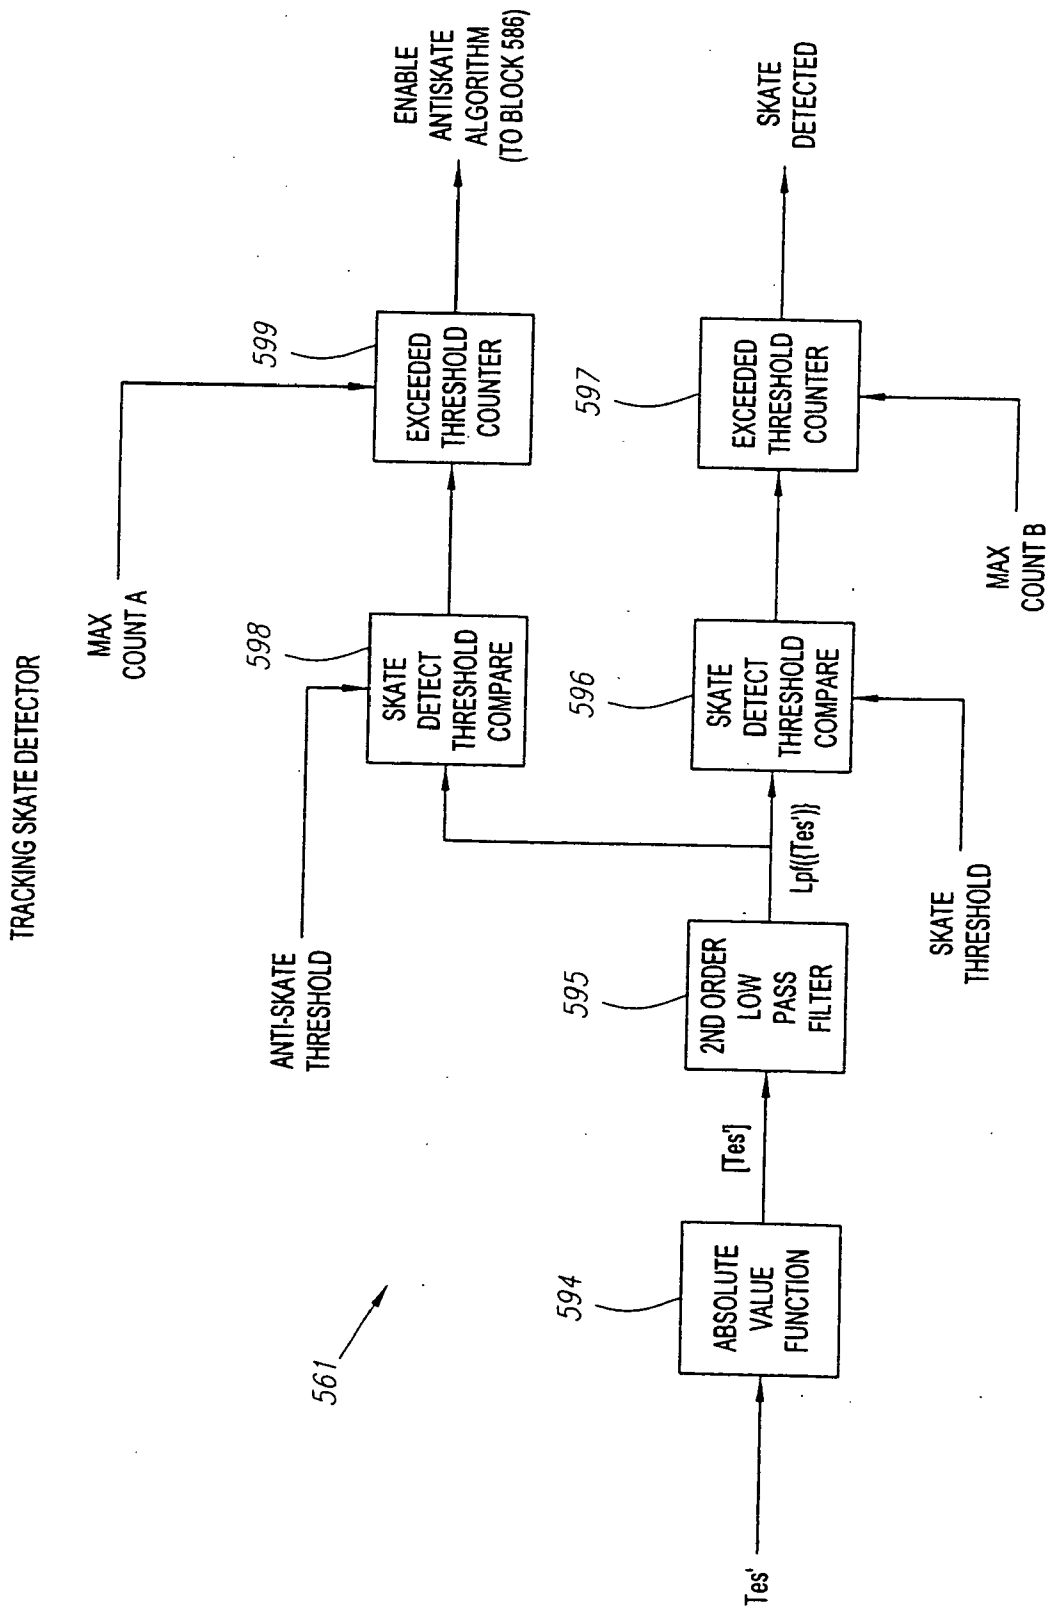 TRACKING SKATE DETECTOR
MAX
COUNT A
599
ENABLE
ANTISKATE
ALGORITHM
(TO BLOCK 586)
ANTI-SKATE
THRESHOLD
598
SKATE
DETECT
THRESHOLD
COMPARE
EXCEEDED
THRESHOLD
COUNTER
561
Tes'
594
ABSOLUTE
VALUE
FUNCTION
[Tes']
595
2ND ORDER
LOW
PASS
FILTER
Lpf({Tes')}
596
SKATE
DETECT
THRESHOLD
COMPARE
597
EXCEEDED
THRESHOLD
COUNTER
SKATE
DETECTED
SKATE
THRESHOLD
MAX
COUNT B